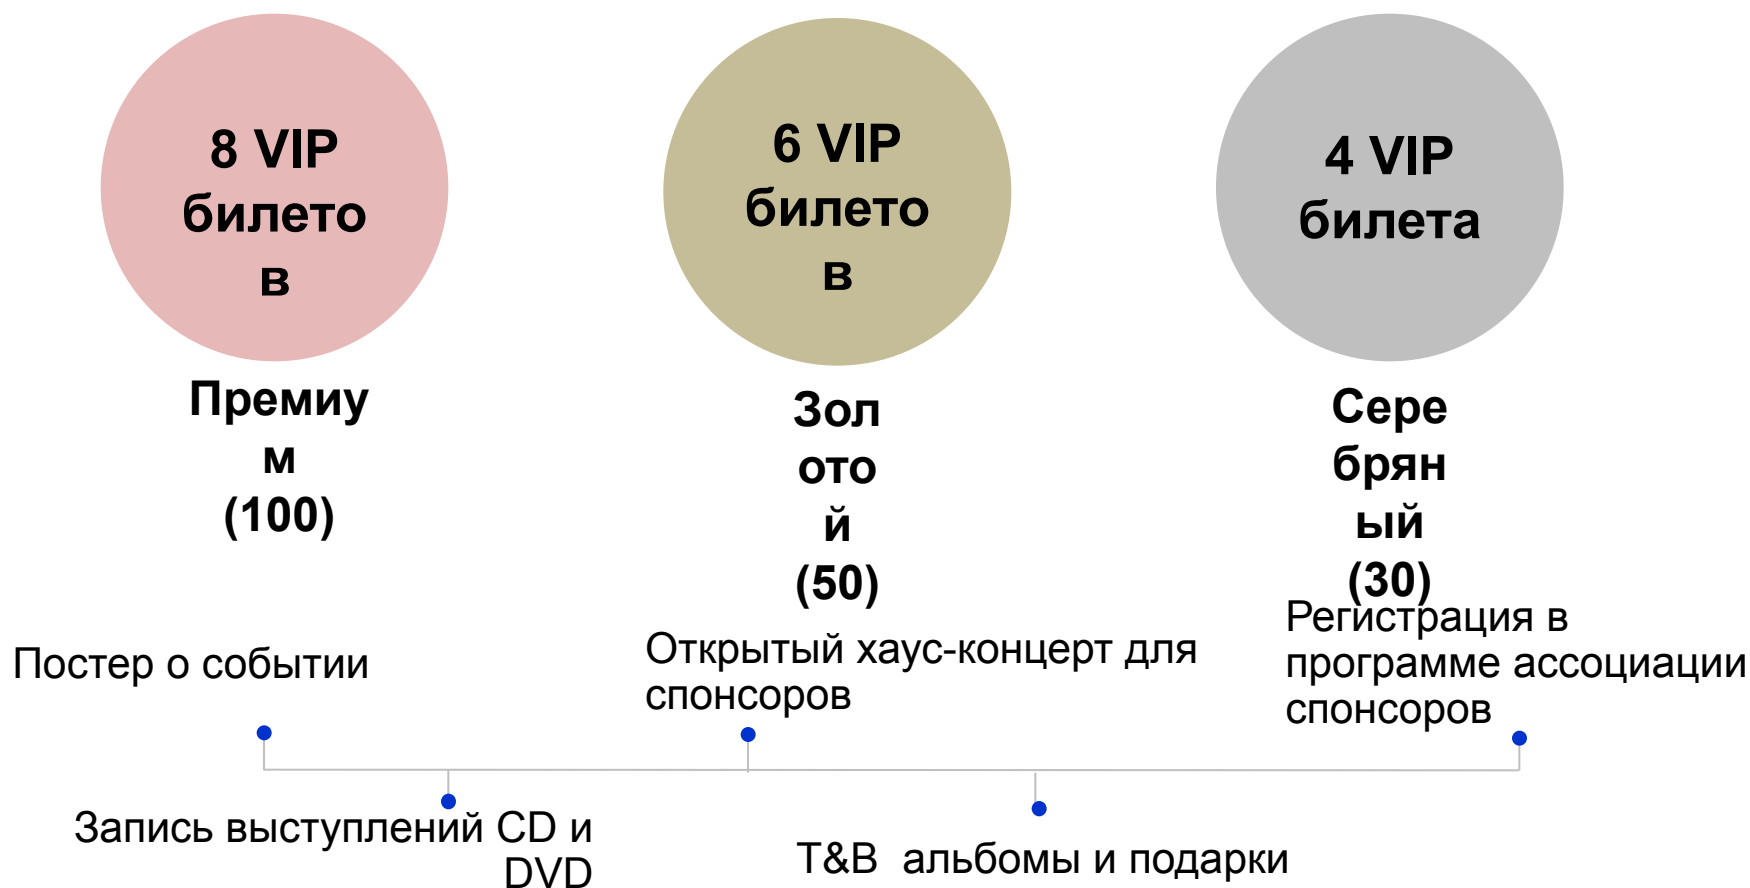 8 VIP
билето
в
6 VIP
билето
в
4 VIP
билета
Премиу
м
(100)
Зол
ото
й
(50)
Сере
брян
ый
(30)
Постер о событии
Открытый хаус-концерт для
спонсоров
Регистрация в
программе ассоциации
спонсоров
Запись выступлений CD и
DVD
T&B  альбомы и подарки